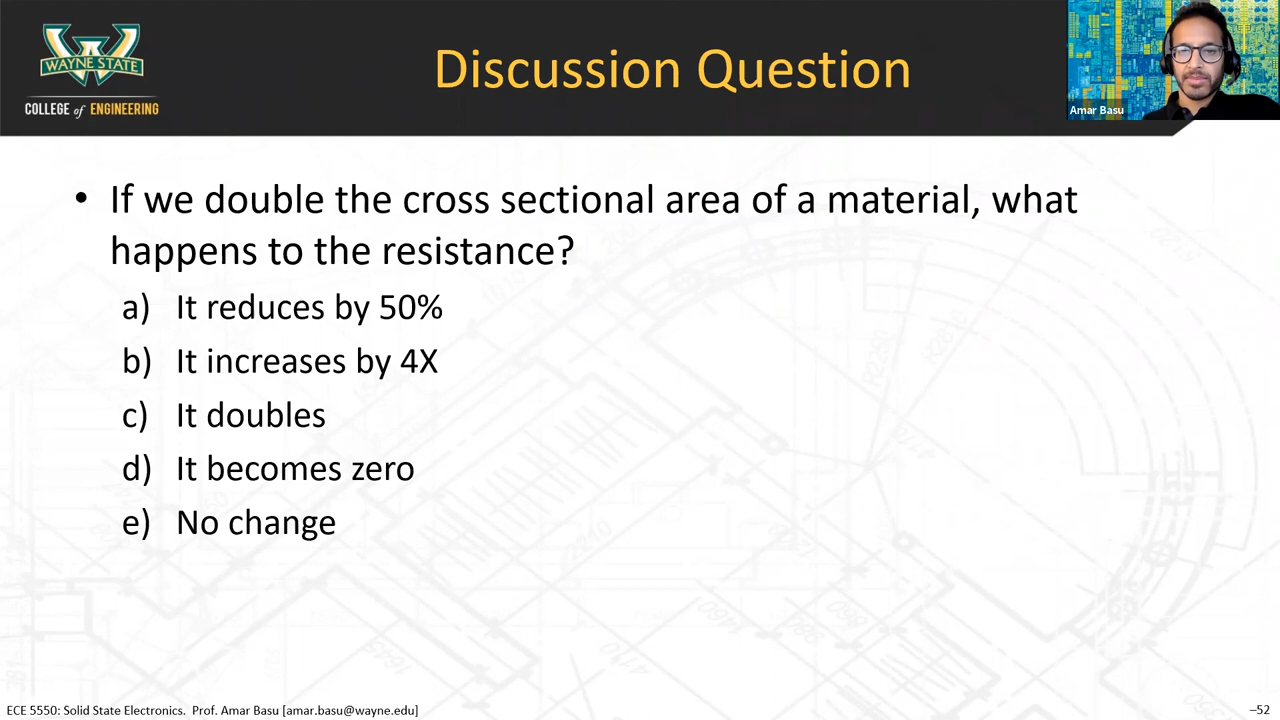 WAYNE STATE
COLLEGE of ENGINEERING
Discussion Question
Amar Basu
• If we double the cross sectional area of a material, what
happens to the resistance?
a) It reduces by 50%
b) It increases by 4X
c) It doubles
d) It becomes zero
e) No change
ECE 5550: Solid State Electronics. Prof. Amar Basu [amar.basu@wayne.edu]
–52